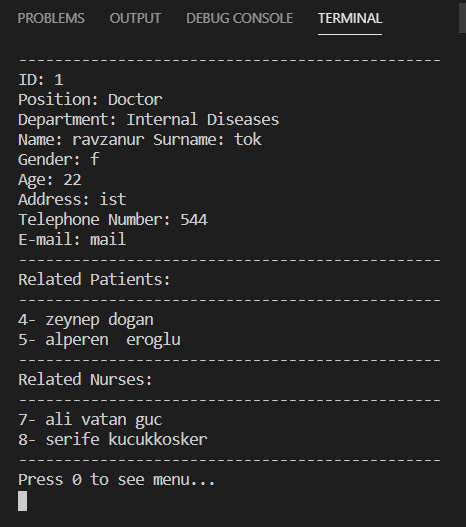 PROBLEMS OUTPUT DEBUG CONSOLE TERMINAL
-----------------------------------------------
ID: 1
Position: Doctor
Department: Internal Diseases
Name: ravzanur Surname: tok
Gender: f
Age: 22
Address: ist
Telephone Number: 544
E-mail: mail
-----------------------------------------------
Related Patients:
-----------------------------------------------
4- zeynep dogan
5- alperen  eroglu
-----------------------------------------------
Related Nurses:
-----------------------------------------------
7- ali vatan guc
8- serife kucukkosker
-----------------------------------------------
Press 0 to see menu...